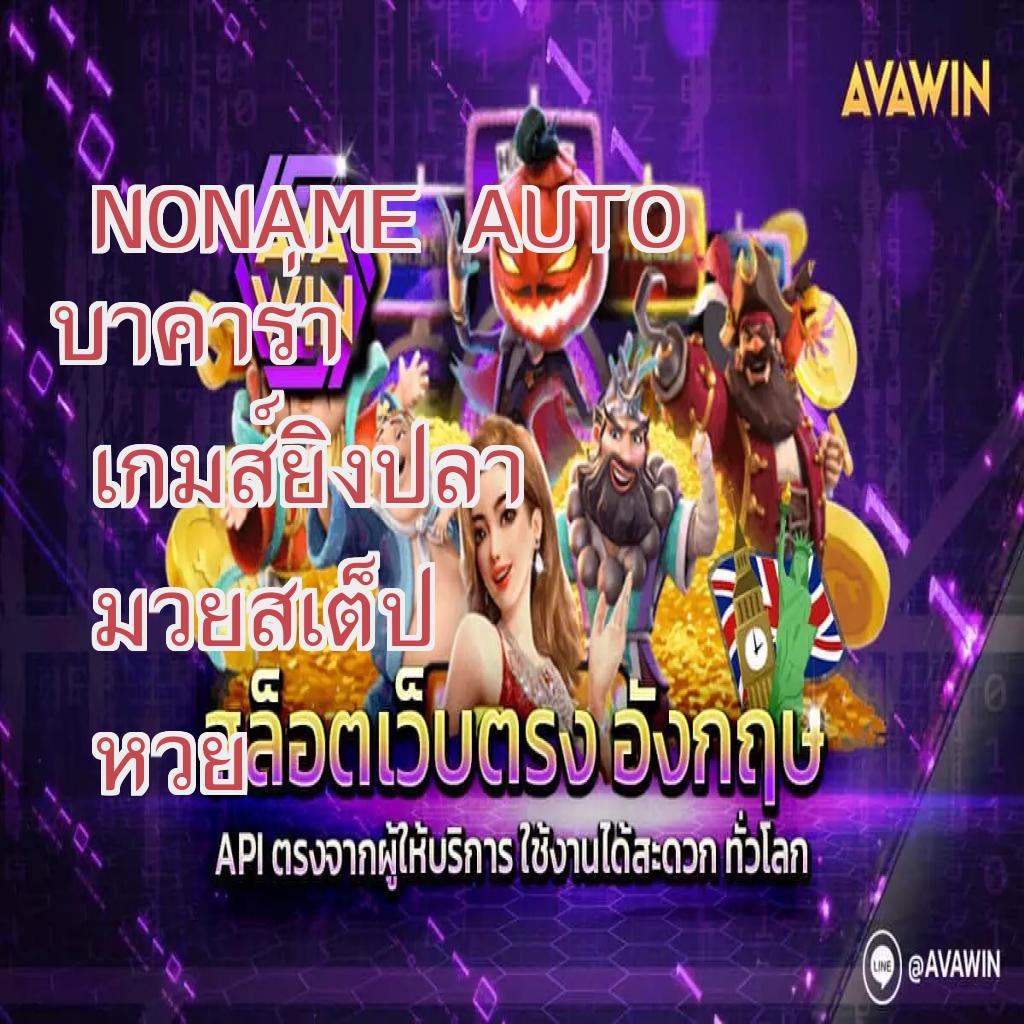 AVAWIN
NONAME AUTO
AVA
WIN
บาคาร่า
เกมส์ยิงปลา
มวยสเต็ป
หวย
สล็อตเว็บตรง อังกฤษ
API ตรงจากผู้ให้บริการ ใช้งานได้สะดวก ทั่วโลก
LINE @AVAWIN